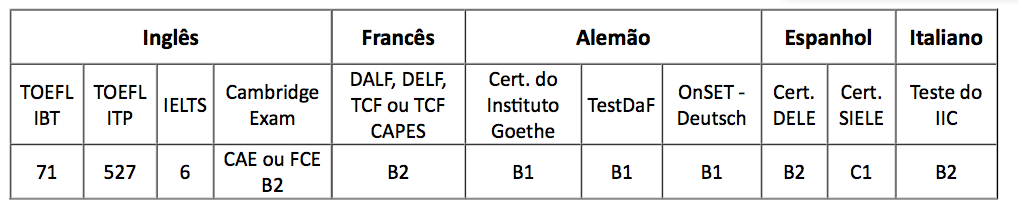 Inglês Francês Alemão Espanhol Italiano
TOEFL IBT TOEFL ITP IELTS Cambridge Exam DALF, DELF, TCF ou TCF CAPES Cert. do Instituto Goethe TestDaF OnSET - Deutsch Cert. DELE Cert. SIELE Teste do IIC
71 527 6 CAE ou FCE B2 B2 B1 B1 B1 B2 C1 B2